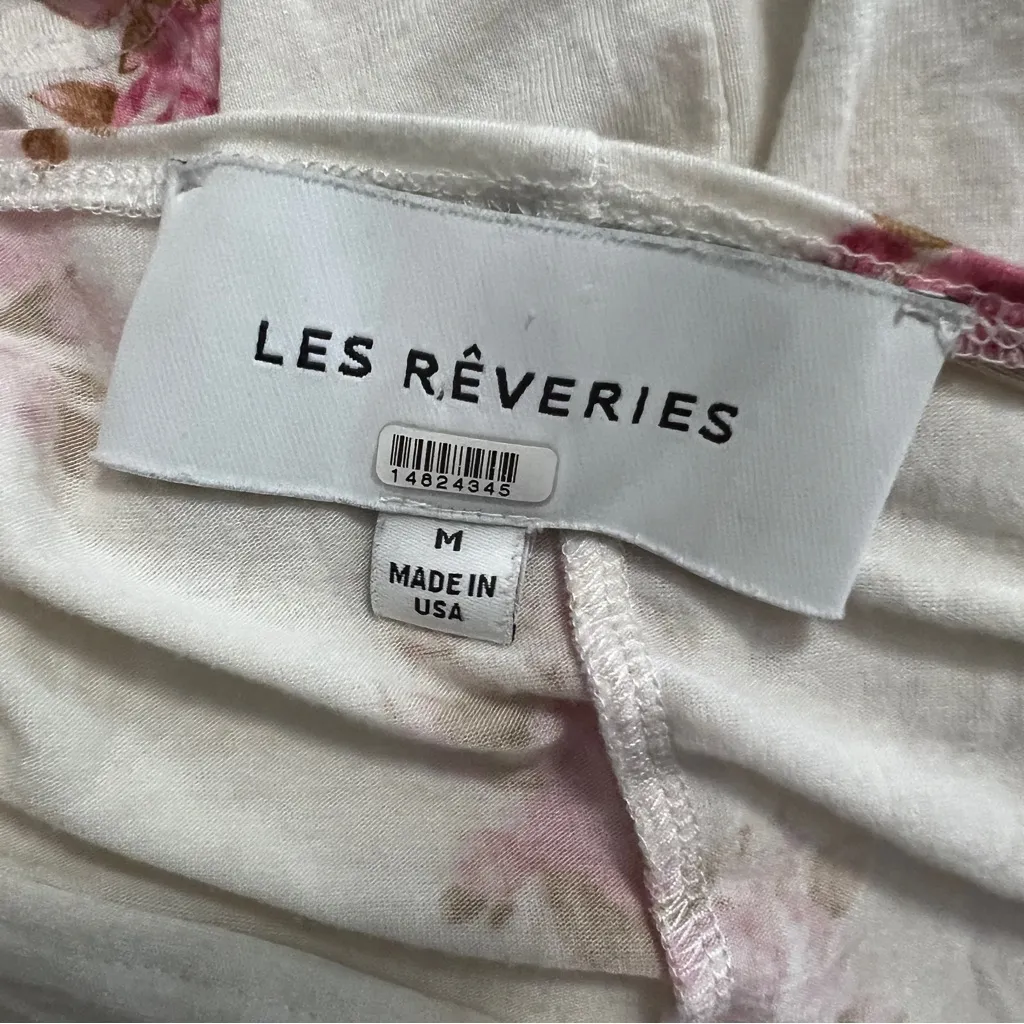 LES RÊVERIES
14824345
M
MADE IN
USA